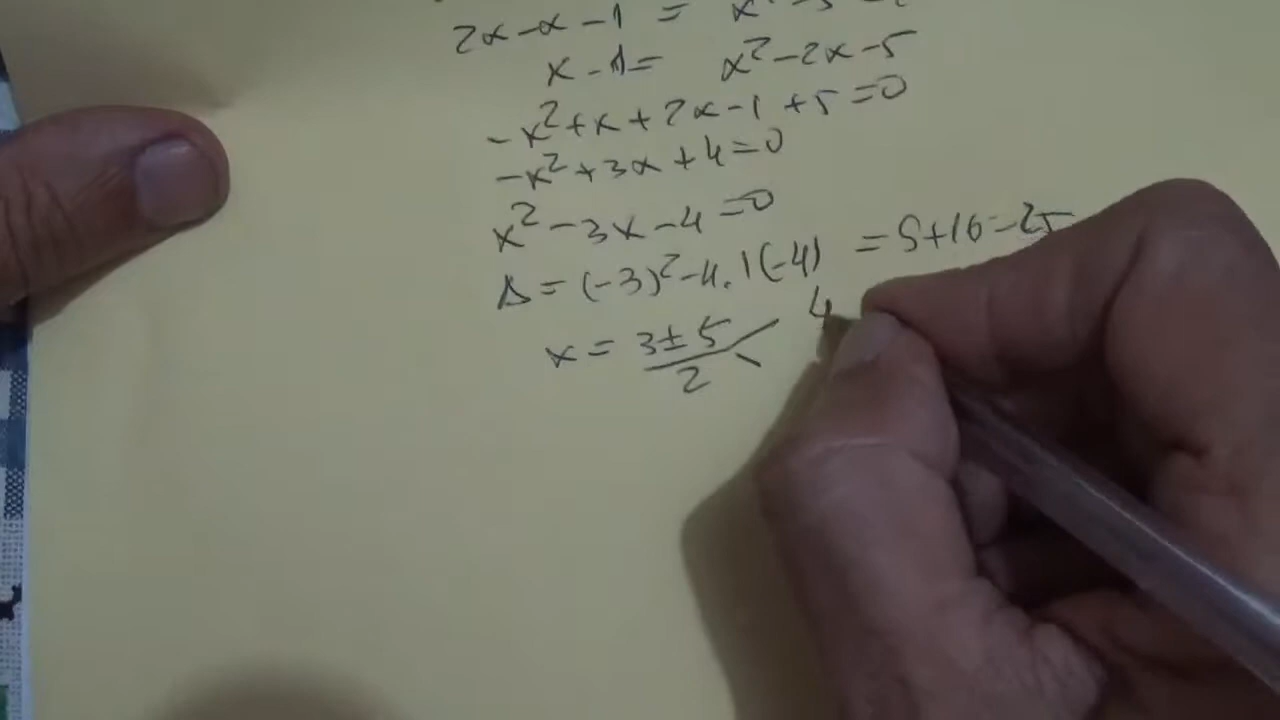 2x-x-1 =
x-1= x²-2x-5
-x²+x+2x-1+5=0
-x²+3x+4=0
x²-3x-4=0
Δ=(-3)²-4.1(-4) =9+16=25
x= 3±5/2 4